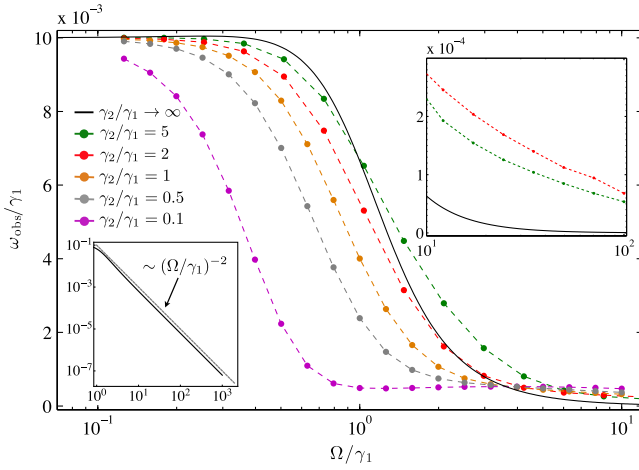 × 10⁻³
10
8
6
4
2
0
ω_obs/γ₁
10⁻¹
10⁰
10¹
Ω/γ₁
γ₂/γ₁ → ∞
γ₂/γ₁ = 5
γ₂/γ₁ = 2
γ₂/γ₁ = 1
γ₂/γ₁ = 0.5
γ₂/γ₁ = 0.1
× 10⁻⁴
4
2
0
10¹
10²
10⁻¹
10⁻³
10⁻⁵
10⁻⁷
10⁰
10¹
10²
10³
∼ (Ω/γ₁)⁻²